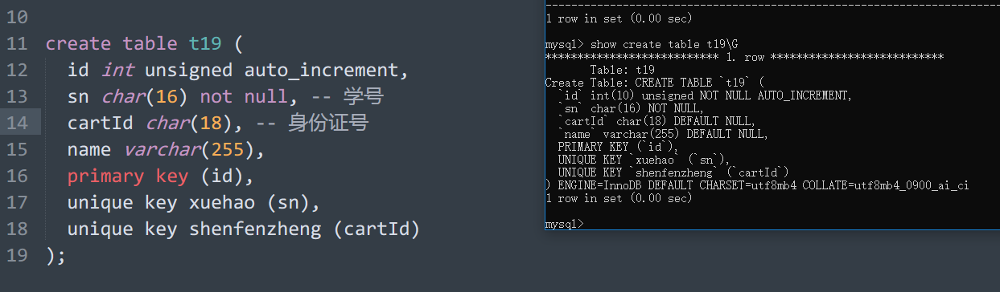 10
11 create table t19 (
12 id int unsigned auto_increment,
13 sn char(16) not null, -- 学号
14 cartId char(18), -- 身份证号
15 name varchar(255),
16 primary key (id),
17 unique key xuehao (sn),
18 unique key shenfenzheng (cartId)
19 );
1 row in set (0.00 sec)
mysql> show create table t19\G
*************************** 1. row ***************************
Table: t19
Create Table: CREATE TABLE `t19` (
`id` int(10) unsigned NOT NULL AUTO_INCREMENT,
`sn` char(16) NOT NULL,
`cartId` char(18) DEFAULT NULL,
`name` varchar(255) DEFAULT NULL,
PRIMARY KEY (`id`),
UNIQUE KEY `xuehao` (`sn`),
UNIQUE KEY `shenfenzheng` (`cartId`)
) ENGINE=InnoDB DEFAULT CHARSET=utf8mb4 COLLATE=utf8mb4_0900_ai_ci
1 row in set (0.00 sec)
mysql>